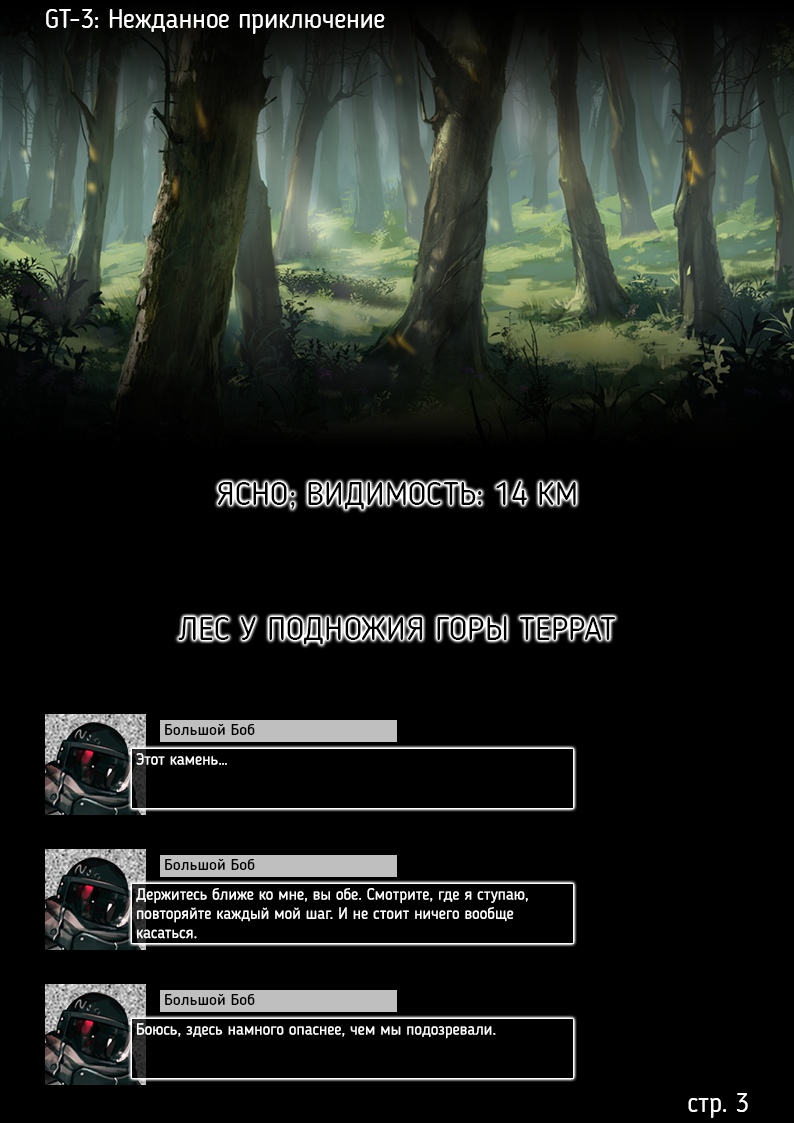 GT-3: Нежданное приключение
ЯСНО; ВИДИМОСТЬ: 14 КМ
ЛЕС У ПОДНОЖИЯ ГОРЫ ТЕРРАТ
Большой Боб
Этот камень...
Большой Боб
Держитесь ближе ко мне, вы обе. Смотрите, где я ступаю,
повторяйте каждый мой шаг. И не стоит ничего вообще
касаться.
Большой Боб
Боюсь, здесь намного опаснее, чем мы подозревали.
стр. 3